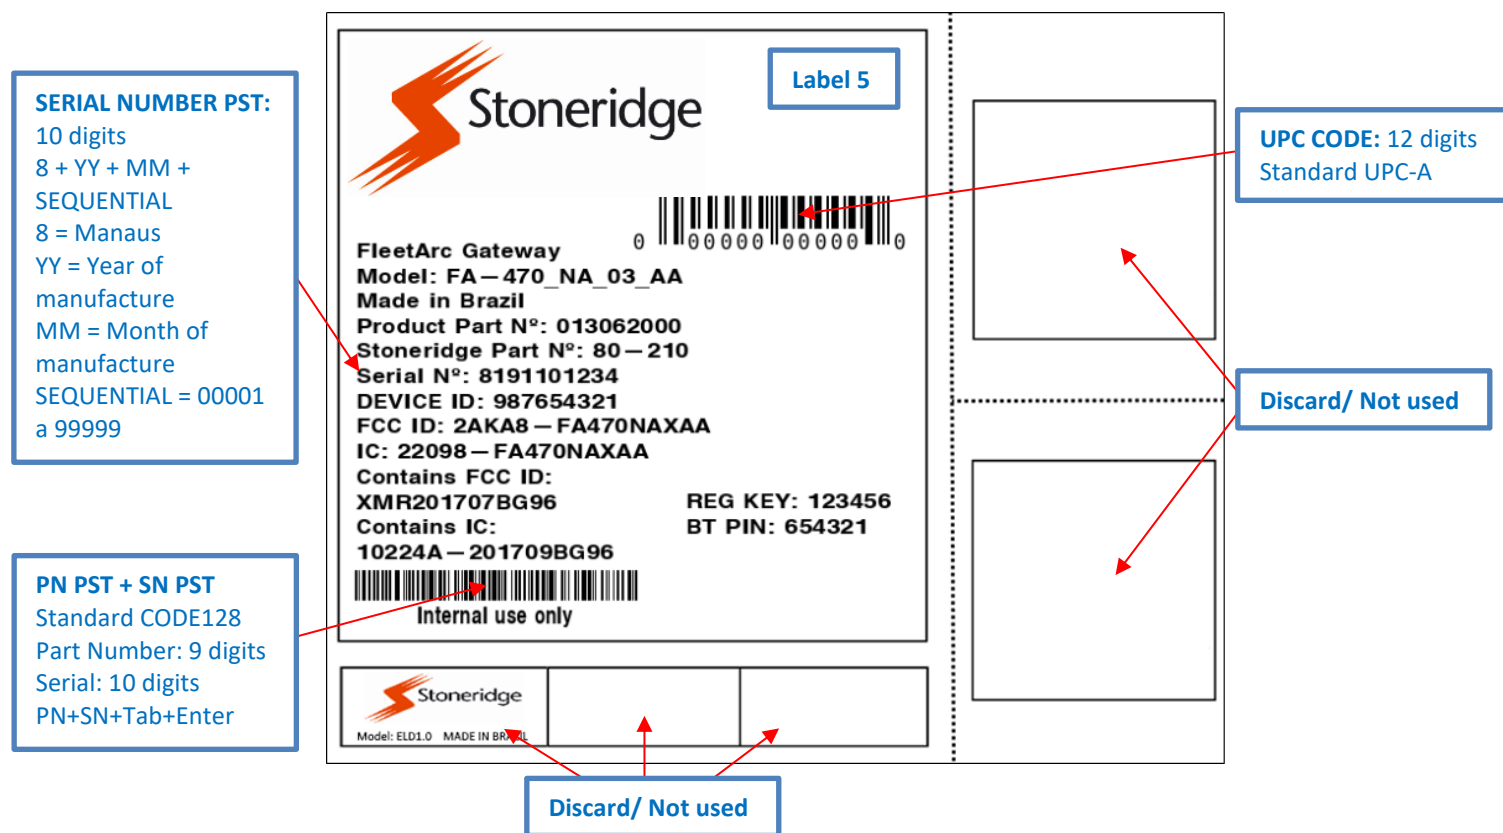 Stoneridge
Label 5
SERIAL NUMBER PST:
10 digits
8 + YY + MM +
SEQUENTIAL
8 = Manaus
YY = Year of
manufacture
MM = Month of
manufacture
SEQUENTIAL = 00001
a 99999
UPC CODE: 12 digits
Standard UPC-A
0 00000 00000 0
FleetArc Gateway
Model: FA—470_NA_03_AA
Made in Brazil
Product Part Nº: 013062000
Stoneridge Part Nº: 80—210
Serial Nº: 8191101234
DEVICE ID: 987654321
FCC ID: 2AKA8—FA470NAXAA
IC: 22098—FA470NAXAA
Contains FCC ID:
XMR201707BG96
Contains IC:
10224A—201709BG96
REG KEY: 123456
BT PIN: 654321
Internal use only
Discard/ Not used
PN PST + SN PST
Standard CODE128
Part Number: 9 digits
Serial: 10 digits
PN+SN+Tab+Enter
Stoneridge
Model: ELD1.0 MADE IN BRAZIL
Discard/ Not used